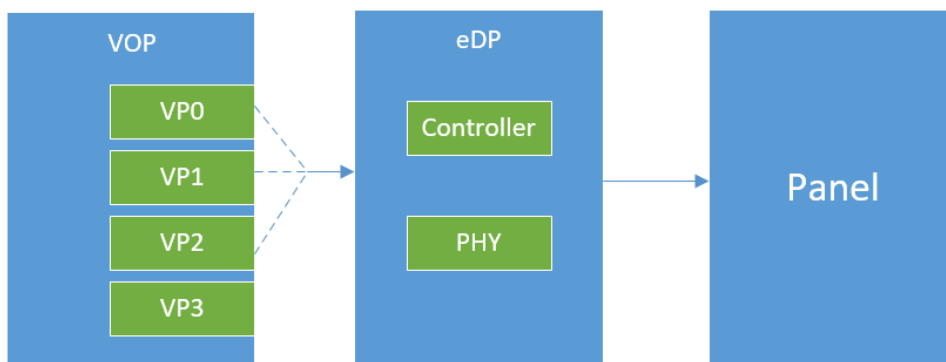 VOP
VP0
VP1
VP2
VP3
eDP
Controller
PHY
Panel